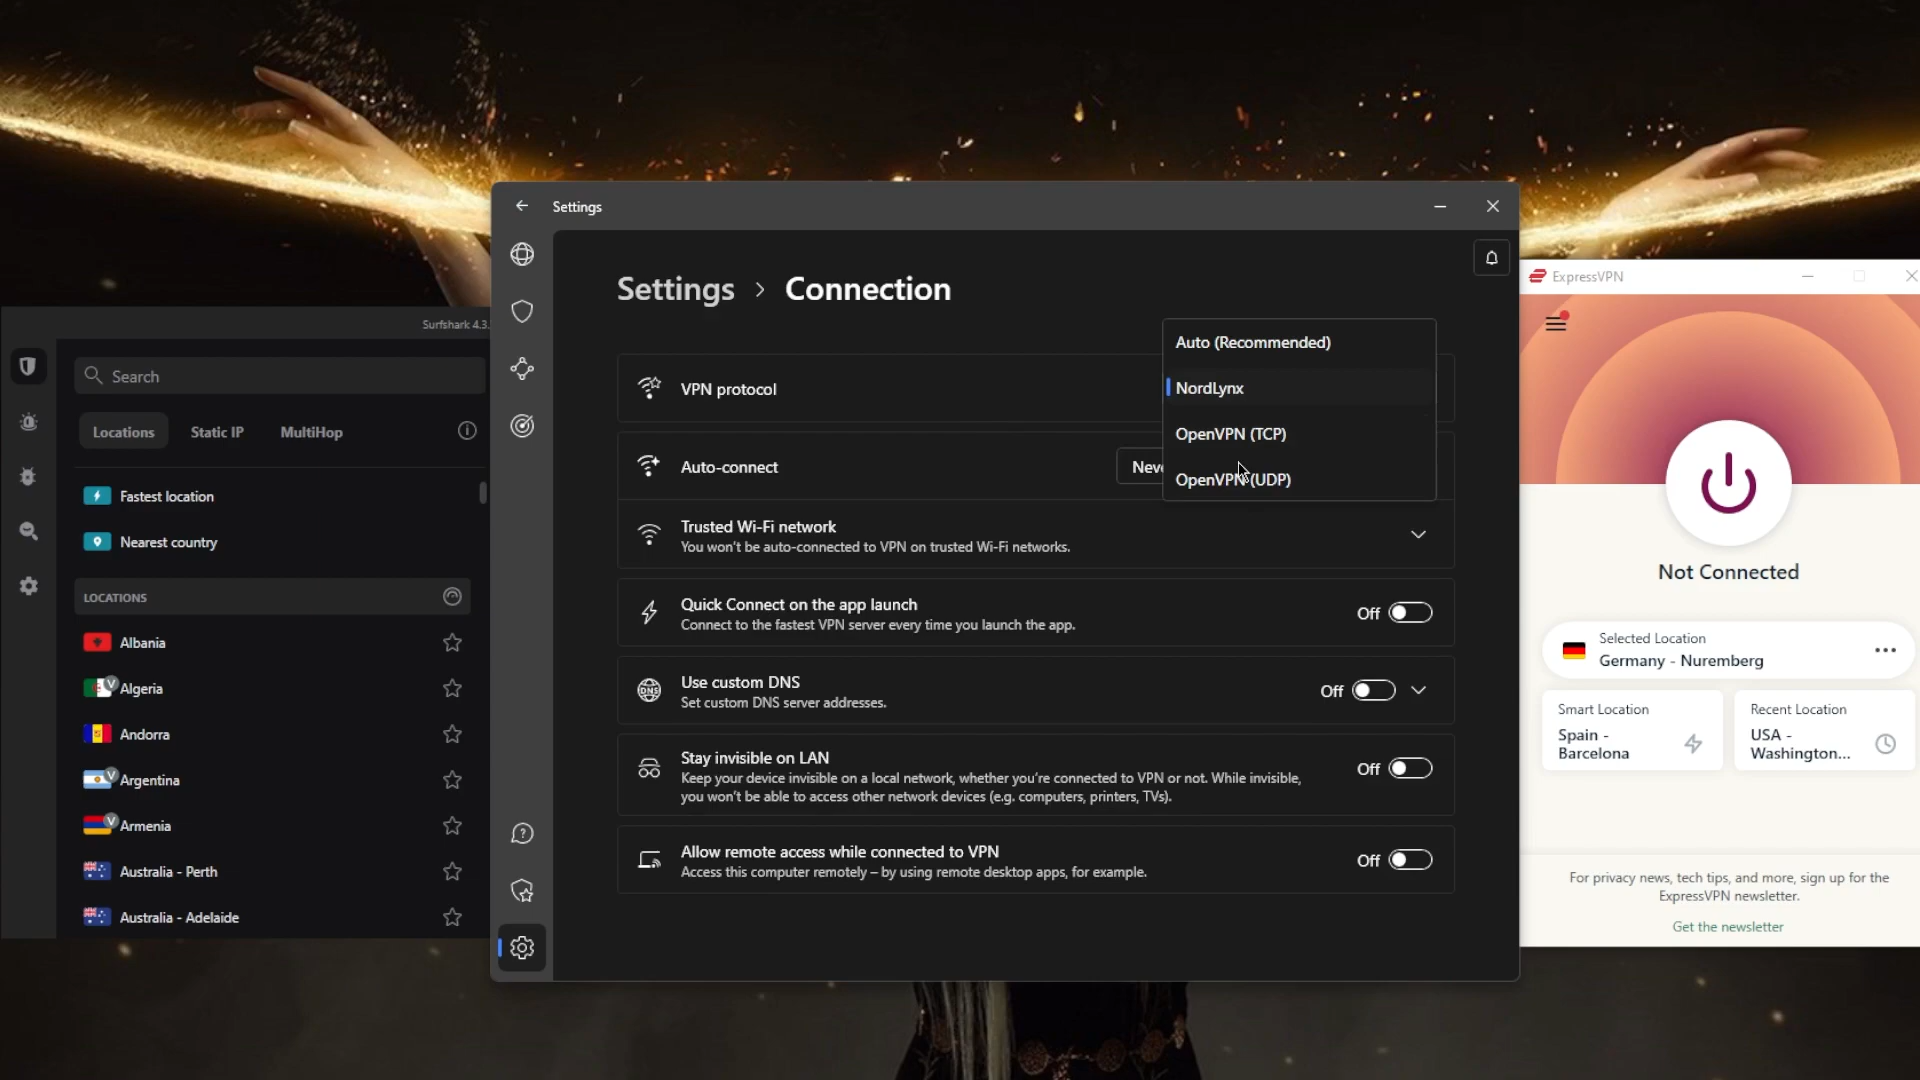 Settings
Settings > Connection
VPN protocol
Auto (Recommended)
NordLynx
OpenVPN (TCP)
OpenVPN (UDP)
Auto-connect
Trusted Wi-Fi network
You won't be auto-connected to VPN on trusted Wi-Fi networks.
Quick Connect on the app launch
Connect to the fastest VPN server every time you launch the app.
Off
Use custom DNS
Set custom DNS server addresses.
Off
DNS
Stay invisible on LAN
Keep your device invisible on a local network, whether you're connected to VPN or not. While invisible,
you won't be able to access other network devices (e.g. computers, printers, TVs).
Off
Allow remote access while connected to VPN
Access this computer remotely – by using remote desktop apps, for example.
Off
Surfshark 4.3.
Search
Locations Static IP MultiHop
Fastest location
Nearest country
LOCATIONS
Albania
V Algeria
Andorra
V Argentina
V Armenia
Australia - Perth
Australia - Adelaide
ExpressVPN
Not Connected
Selected Location
Germany - Nuremberg
Smart Location
Spain -
Barcelona
Recent Location
USA -
Washington...
For privacy news, tech tips, and more, sign up for the
ExpressVPN newsletter.
Get the newsletter